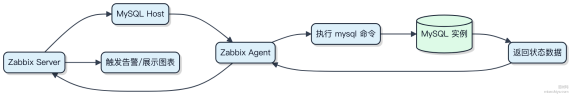 MySQL Host
Zabbix Server
触发告警/展示图表
Zabbix Agent
执行 mysql 命令
MySQL 实例
返回状态数据